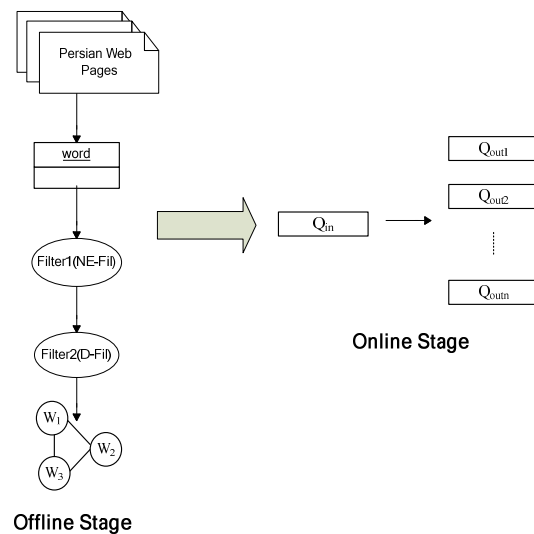 Persian Web
Pages
word
Filter1(NE-Fil)
Filter2(D-Fil)
W1
W2
W3
Offline Stage
Qin
Qout1
Qout2
Qoutn
Online Stage